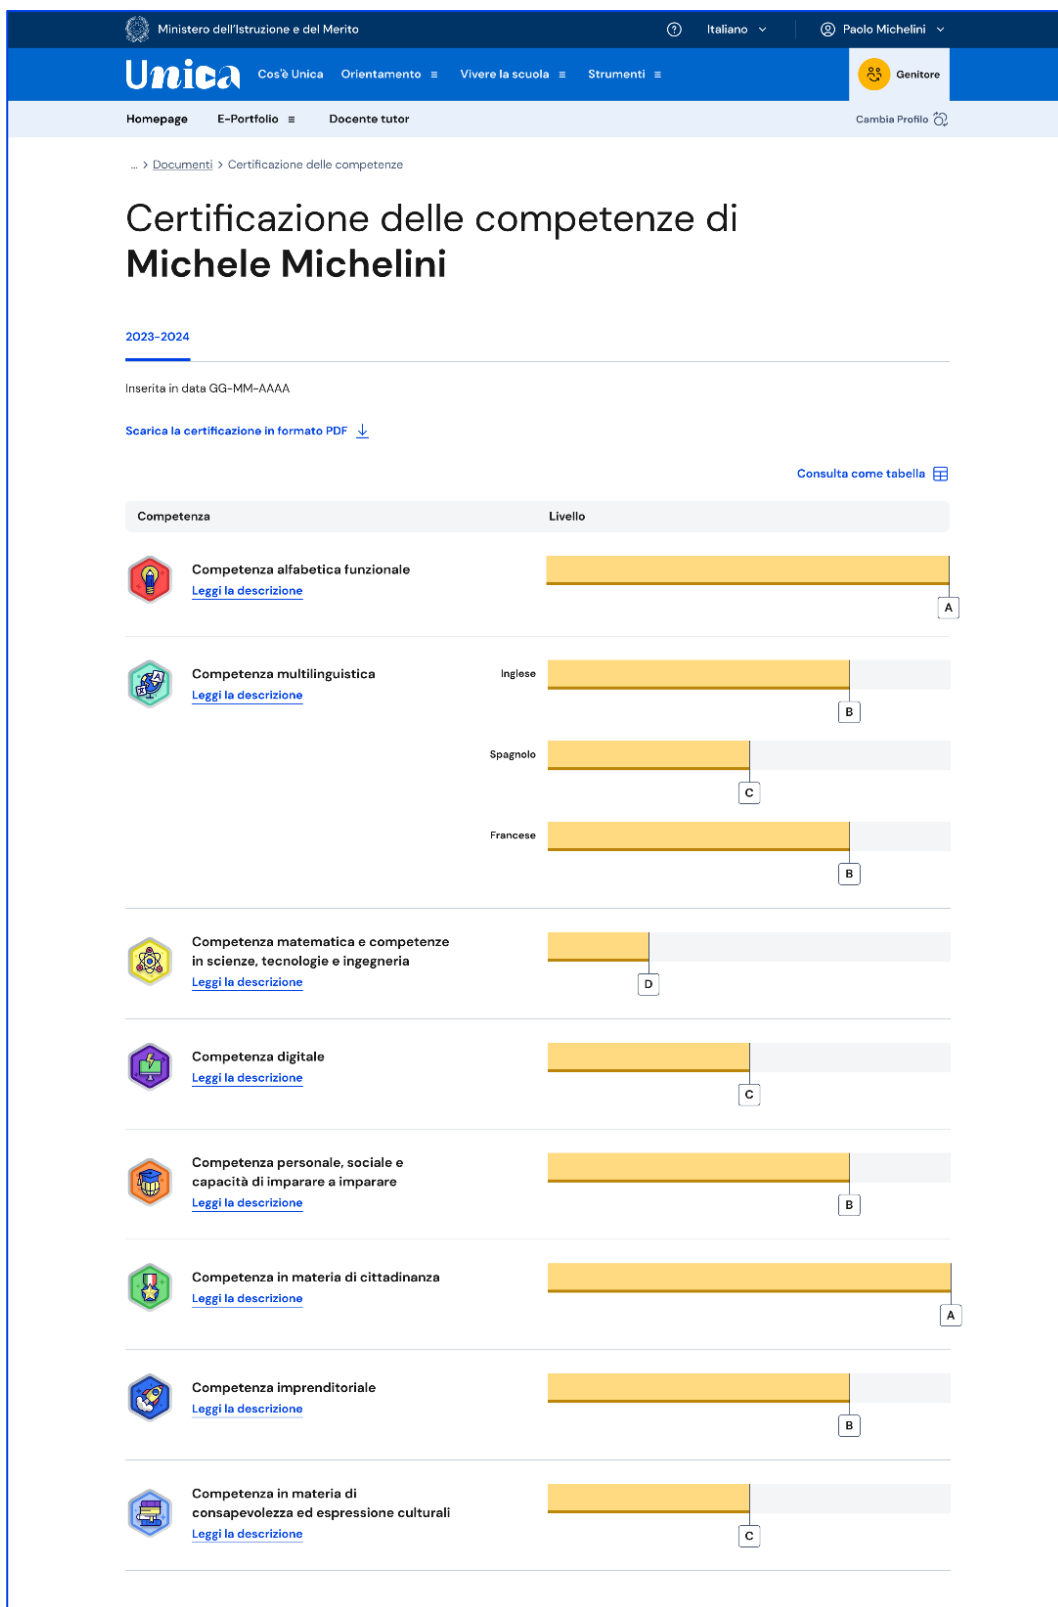 Ministero dell'Istruzione e del Merito
Italiano
Paolo Michelini
Unica
Cos'è Unica
Orientamento
Vivere la scuola
Strumenti
Genitore
Homepage
E-Portfolio
Docente tutor
Cambia Profilo
... > Documenti > Certificazione delle competenze
Certificazione delle competenze di
Michele Michelini
2023-2024
Inserita in data GG-MM-AAAA
Scarica la certificazione in formato PDF
Consulta come tabella
Competenza
Livello
Competenza alfabetica funzionale
Leggi la descrizione
A
Competenza multilinguistica
Leggi la descrizione
Inglese
B
Spagnolo
C
Francese
B
Competenza matematica e competenze
in scienze, tecnologie e ingegneria
Leggi la descrizione
D
Competenza digitale
Leggi la descrizione
C
Competenza personale, sociale e
capacità di imparare a imparare
Leggi la descrizione
B
Competenza in materia di cittadinanza
Leggi la descrizione
A
Competenza imprenditoriale
Leggi la descrizione
B
Competenza in materia di
consapevolezza ed espressione culturali
Leggi la descrizione
C